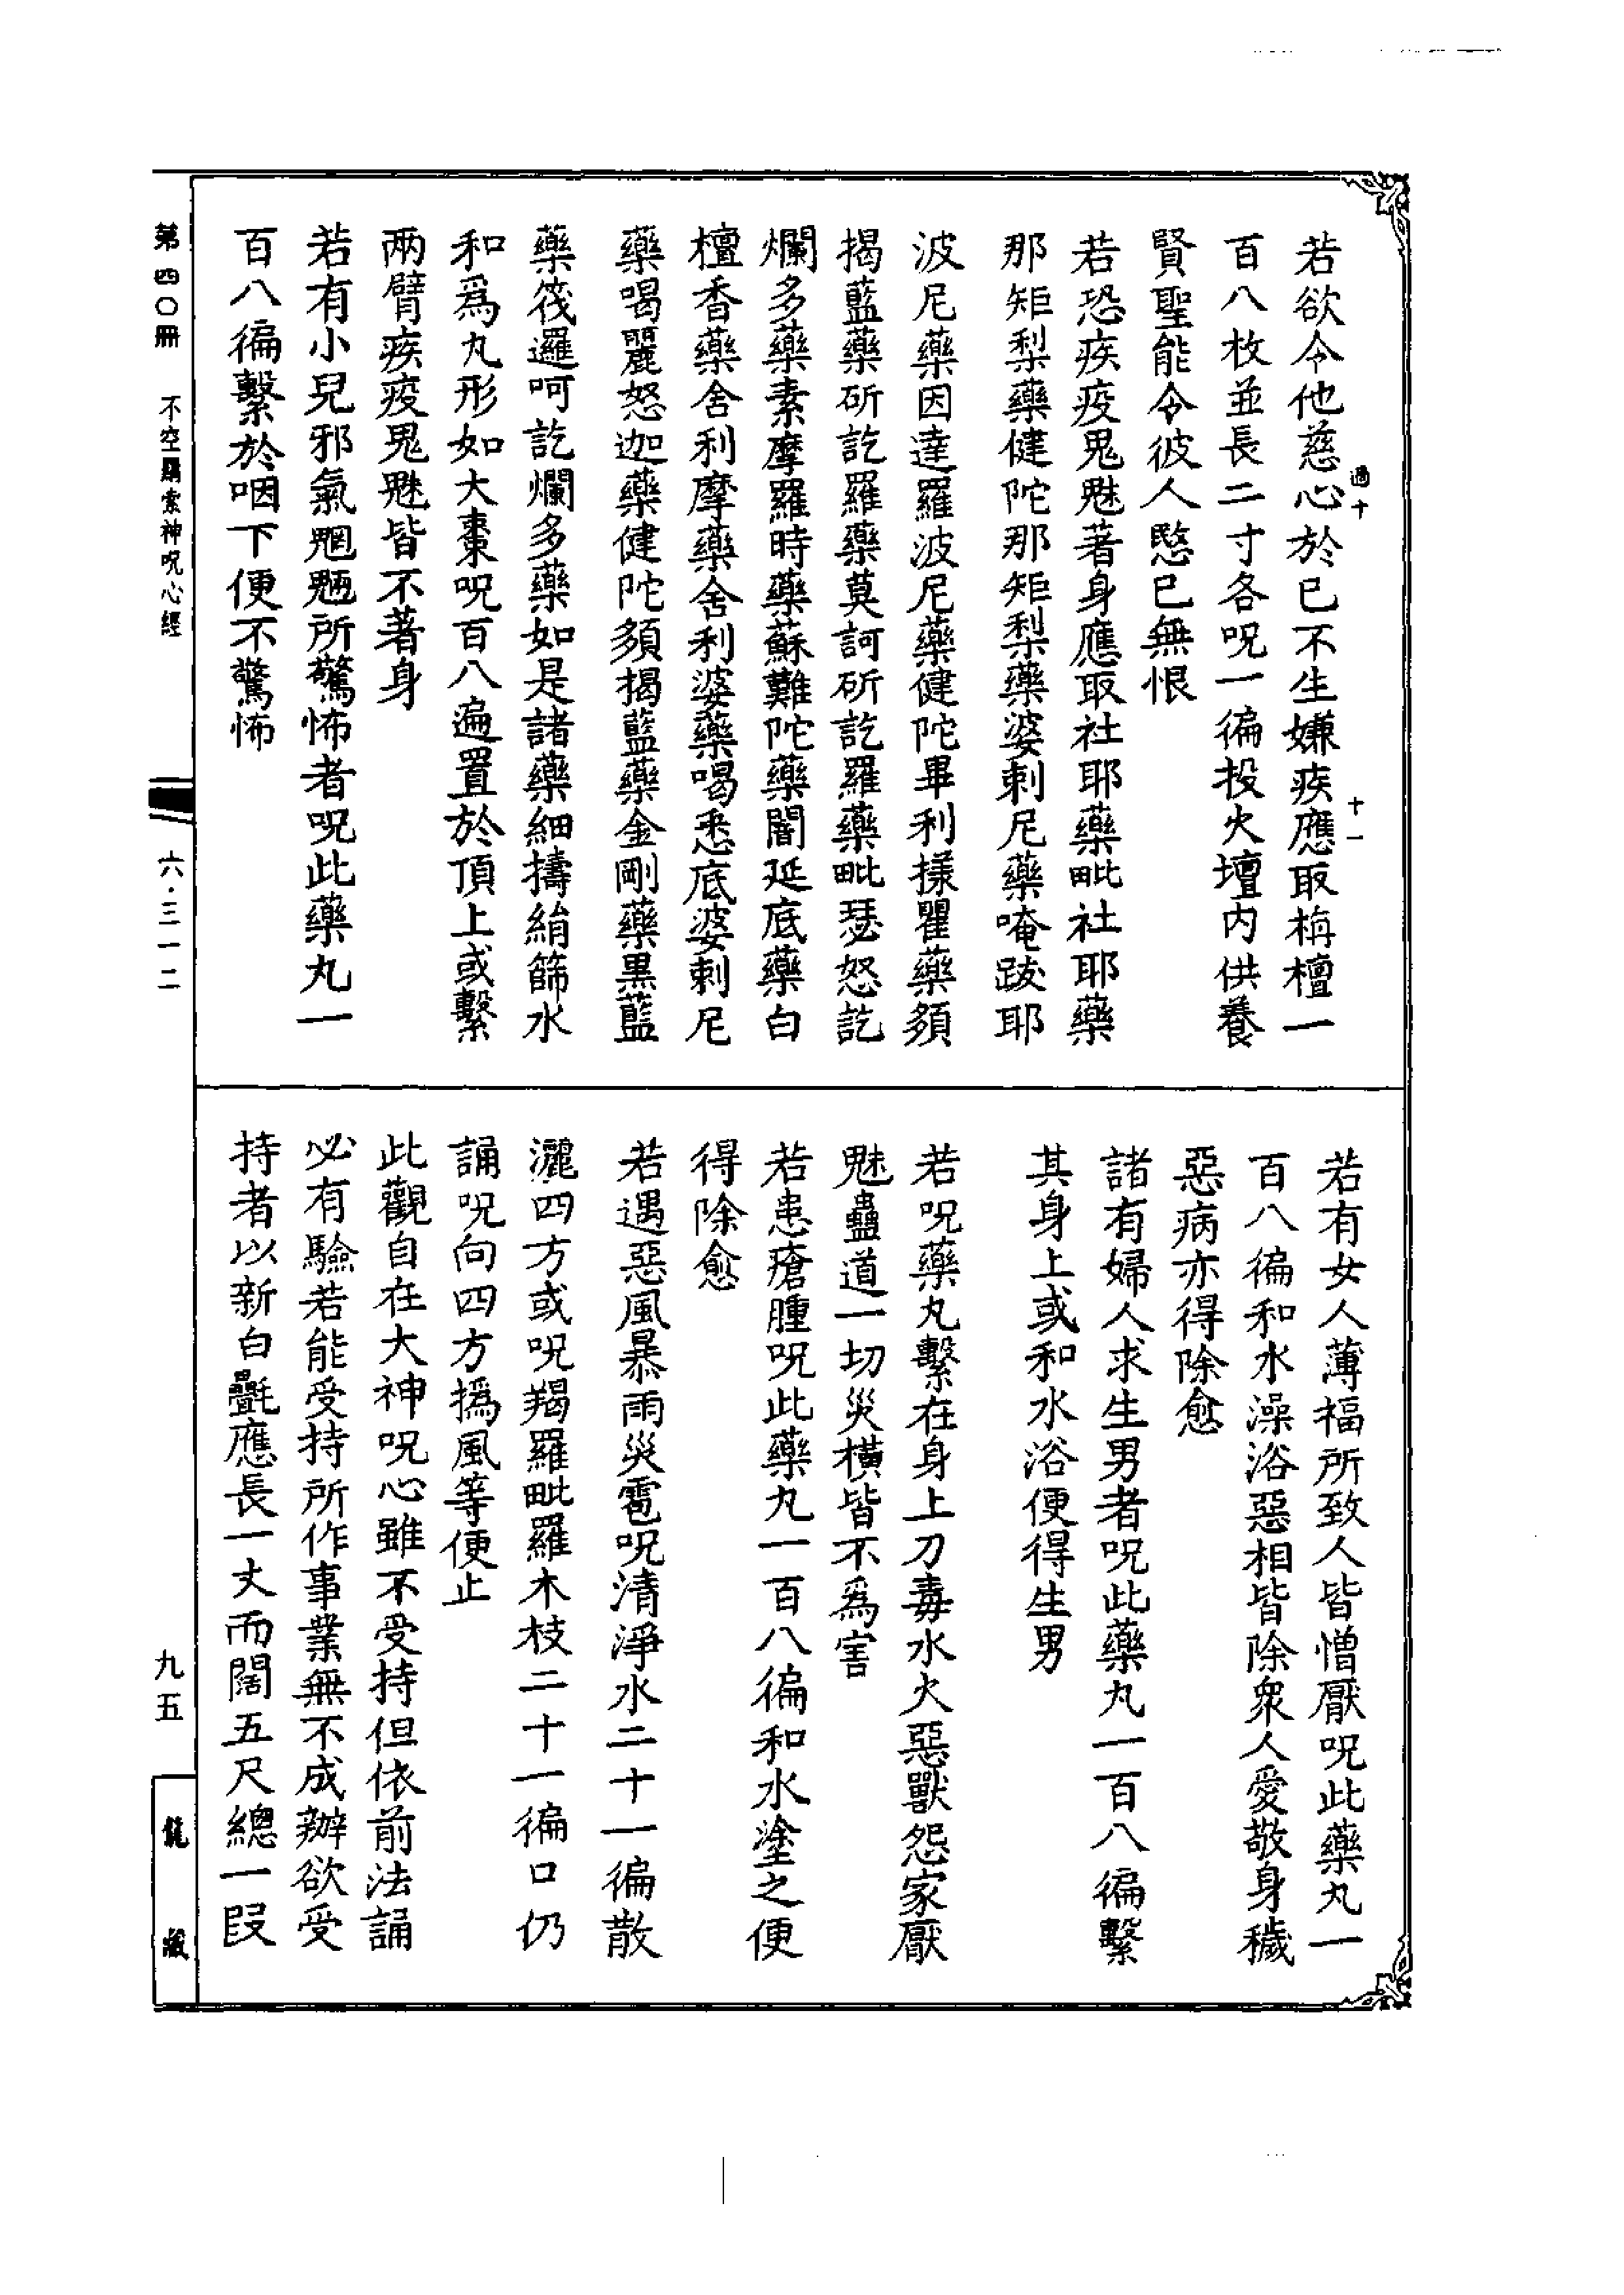 若欲令他慈心於已不生嫌疾應取栴檀一
過十
十一
百八枚並長二寸各呪一徧投火壇内供養
賢聖能令彼人愍已無恨
若恐疾疫鬼魅著身應取社耶藥毗社耶藥
那矩梨藥健陀那矩梨藥婆剌尼藥唵跋耶
波尼藥因達羅波尼藥健陀畢利㨾瞿藥頞
揭藍藥斫訖羅藥莫訶斫訖羅藥毗瑟怒訖
爛多藥素摩羅時藥蘇難陀藥闇延底藥白
檀香藥舍利摩藥舍利婆藥喝悉底婆剌尼
藥喝麗怒迦藥健陀頞揭藍藥金剛藥黑藍
藥筏邏呵訖爛多藥如是諸藥細擣絹篩水
和爲丸形如大棗呪百八遍置於頂上或繫
两臂疾疫鬼魅皆不著身
若有小兒邪氣魍魎所驚怖者呪此藥丸一
百八徧繫於咽下便不驚怖
若有女人薄福所致人皆憎厭呪此藥丸一
百八徧和水澡浴惡相皆除衆人愛敬身穢
惡病亦得除愈
諸有婦人求生男者呪此藥丸一百八徧繫
其身上或和水浴便得生男
若呪藥丸繫在身上刀毒水火惡獸怨家厭
魅蠱道一切災橫皆不爲害
若患瘡腫呪此藥丸一百八徧和水塗之便
得除愈
若遇惡風暴雨災雹呪清淨水二十一徧散
灑四方或呪羯羅毗羅木枝二十一徧口仍
誦呪向四方撝風等便止
此觀自在大神呪心雖不受持但依前法誦
必有驗若能受持所作事業無不成辦欲受
持者以新白㲲應長一丈而闊五尺總一段
第四〇冊 不空羂索神呪心經
六·三一二
九五
龍藏